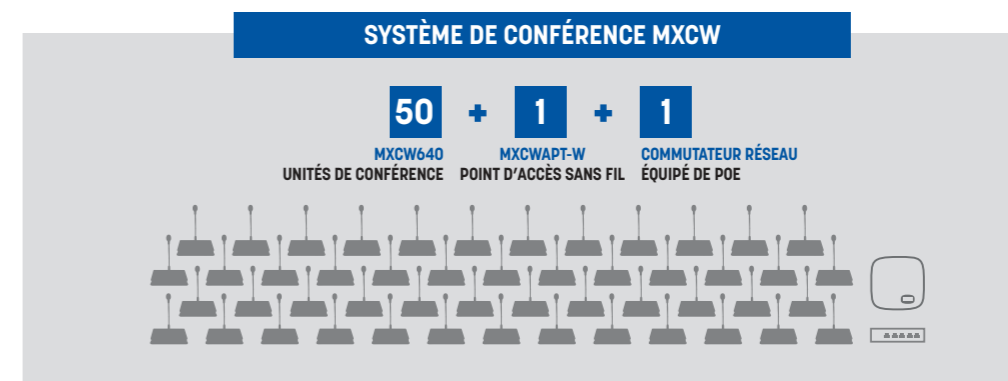 SYSTÈME DE CONFÉRENCE MXCW
50 + 1 + 1
MXCW640 MXCWAPT-W COMMUTATEUR RÉSEAU
UNITÉS DE CONFÉRENCE POINT D'ACCÈS SANS FIL ÉQUIPÉ DE POE